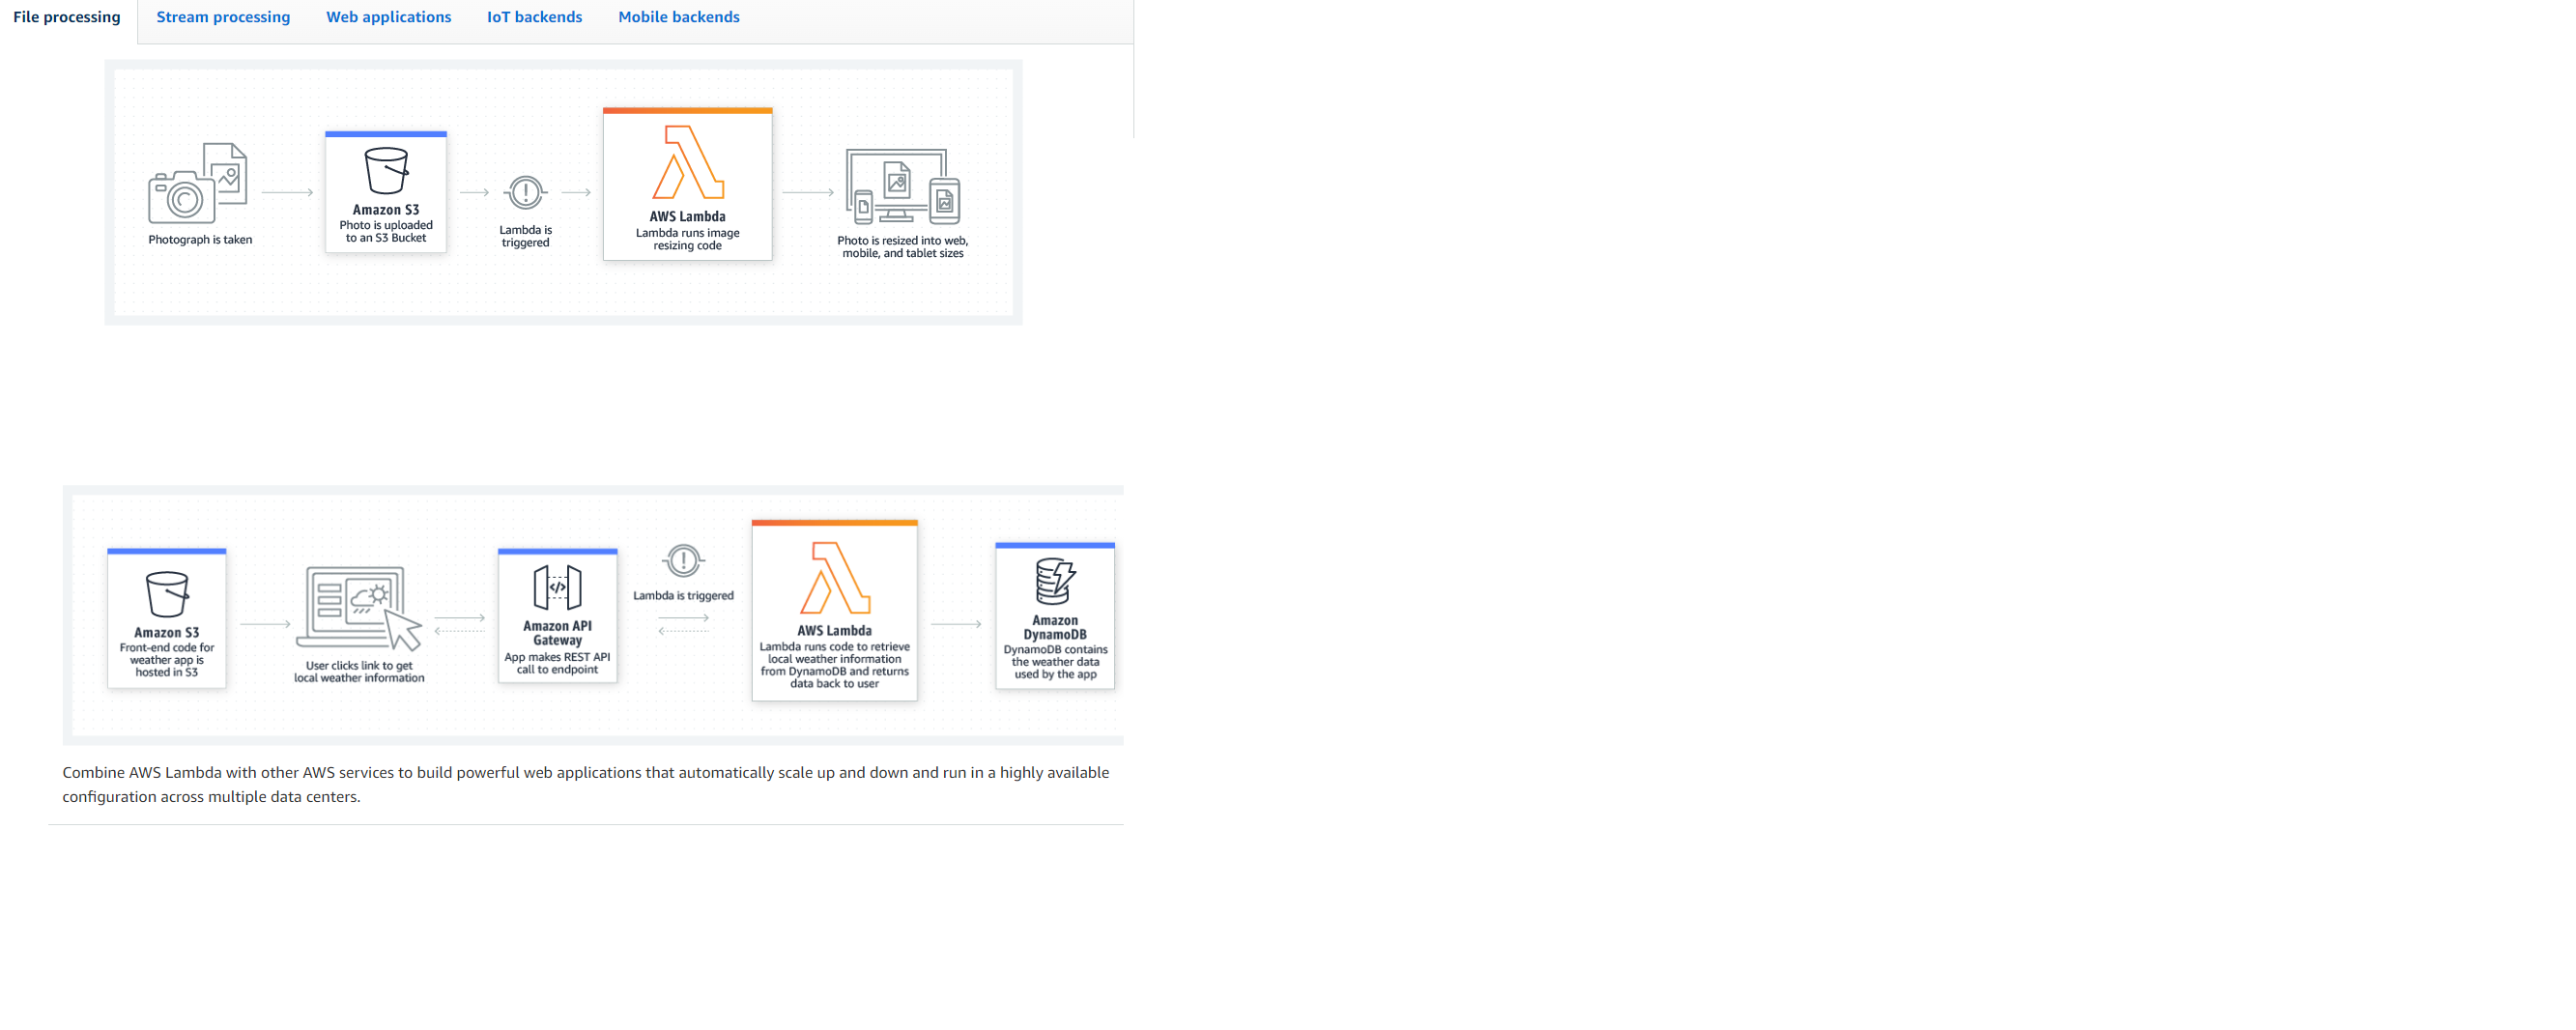 File processing
Stream processing
Web applications
IoT backends
Mobile backends
Photograph is taken
Amazon S3
Photo is uploaded
to an S3 Bucket
Lambda is
triggered
AWS Lambda
Lambda runs image
resizing code
Photo is resized into web,
mobile, and tablet sizes
Amazon S3
Front-end code for
weather app is
hosted in S3
User clicks link to get
local weather information
</>
Amazon API
Gateway
App makes REST API
call to endpoint
Lambda is triggered
AWS Lambda
Lambda runs code to retrieve
local weather information
from DynamoDB and returns
data back to user
Amazon
DynamoDB
DynamoDB contains
the weather data
used by the app
Combine AWS Lambda with other AWS services to build powerful web applications that automatically scale up and down and run in a highly available
configuration across multiple data centers.